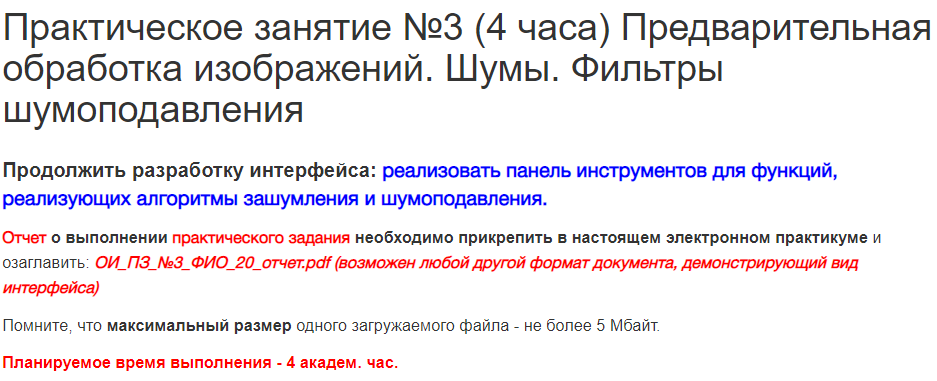 Практическое занятие №3 (4 часа) Предварительная
обработка изображений. Шумы. Фильтры
шумоподавления
Продолжить разработку интерфейса: реализовать панель инструментов для функций,
реализующих алгоритмы зашумления и шумоподавления.
Отчет о выполнении практического задания необходимо прикрепить в настоящем электронном практикуме и
озаглавить: ОИ_ПЗ_№3_ФИО_20_отчет.pdf (возможен любой другой формат документа, демонстрирующий вид
интерфейса)
Помните, что максимальный размер одного загружаемого файла - не более 5 Мбайт.
Планируемое время выполнения - 4 академ. час.